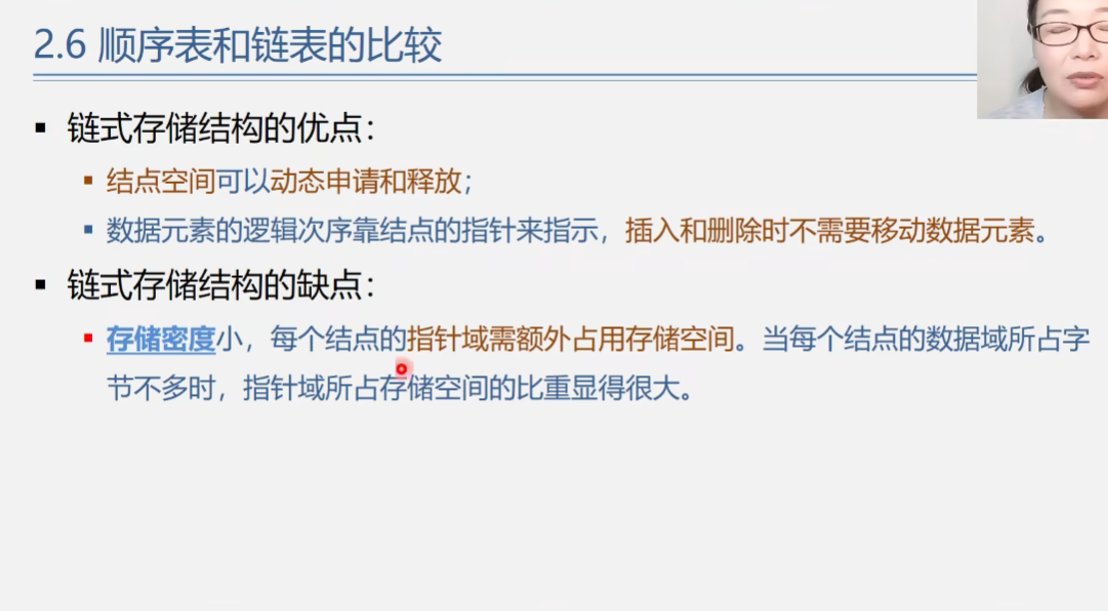 2.6 顺序表和链表的比较
▪ 链式存储结构的优点：
▪ 结点空间可以动态申请和释放；
▪ 数据元素的逻辑次序靠结点的指针来指示，插入和删除时不需要移动数据元素。
▪ 链式存储结构的缺点：
▪ 存储密度小，每个结点的指针域需额外占用存储空间。当每个结点的数据域所占字
节不多时，指针域所占存储空间的比重显得很大。